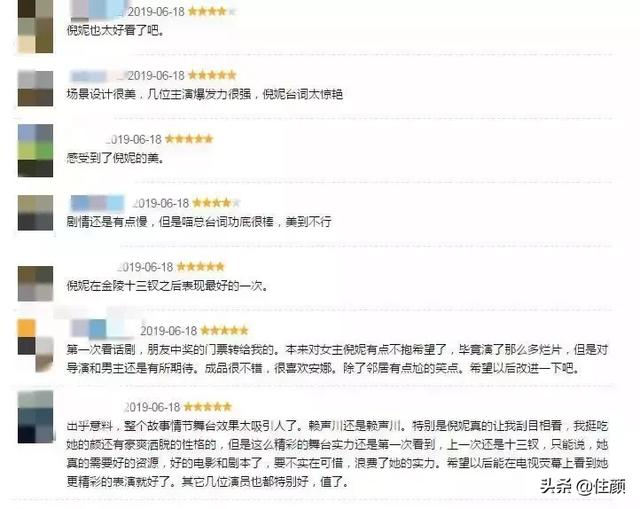 2019-06-18 ★★★★☆
倪妮也太好看了吧。
2019-06-18 ★★★★★
场景设计很美，几位主演爆发力很强，倪妮台词太惊艳
2019-06-18 ★★★★★
感受到了倪妮的美。
2019-06-18 ★★★★☆
剧情还是有点慢，但是喵总台词功底很棒，美到不行
2019-06-18 ★★★★★
倪妮在金陵十三钗之后表现最好的一次。
2019-06-18 ★★★★★
第一次看话剧，朋友中奖的门票转给我的。本来对女主倪妮有点不抱希望了，毕竟演了那么多烂片，但是对
导演和男主还是有所期待。成品很不错，很喜欢安娜。除了邻居有点尬的笑点。希望以后改进一下吧。
2019-06-18 ★★★★★
出乎意料，整个故事情节舞台效果太吸引人了。赖声川还是赖声川。特别是倪妮真的让我刮目相看，我挺吃
她的颜还有豪爽洒脱的性格的，但是这么精彩的舞台实力还是第一次看到，上一次还是十三钗，只能说，她
真的需要好的资源，好的电影和剧本了，要不实在可惜，浪费了她的实力。希望以后能在电视荧幕上看到她
更精彩的表演就好了。其它几位演员也都特别好，值了。
头条 @住颜